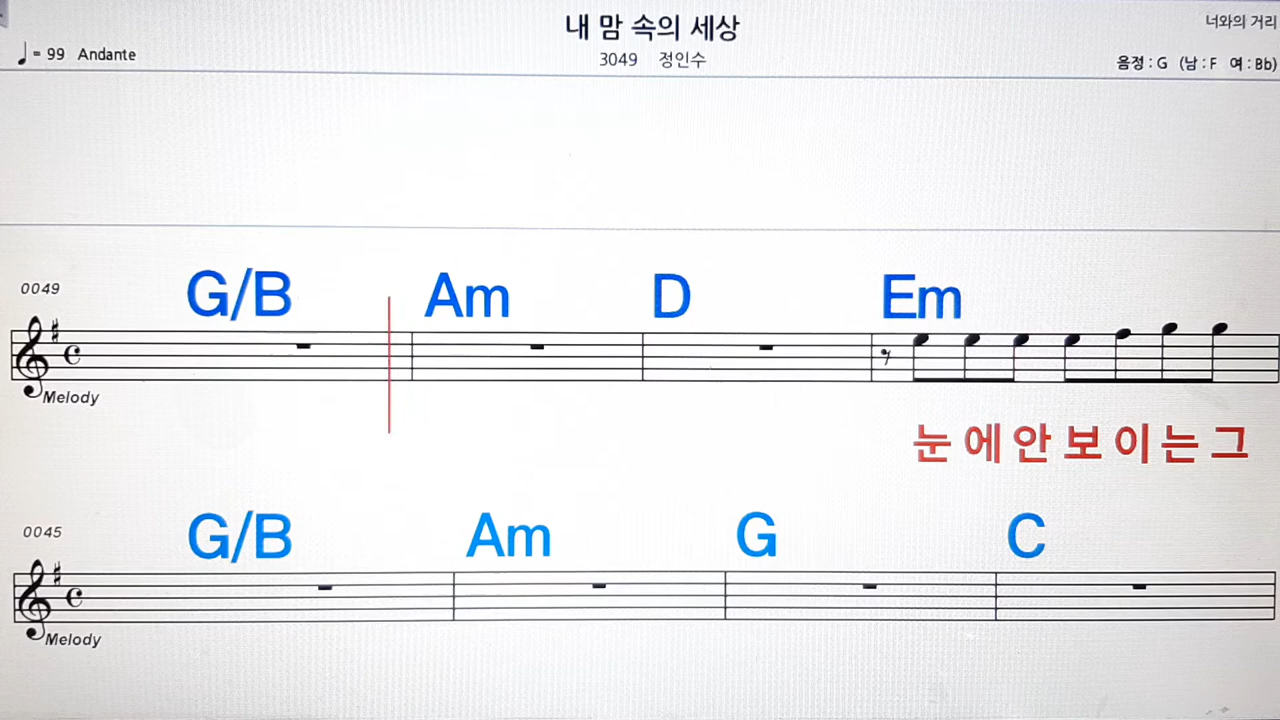 내 맘 속의 세상
너와의 거리
♩= 99 Andante
3049 정인수
음정 : G (남 : F 여 : Bb)
0049
G/B Am D Em
Melody
눈 에 안 보 이 는 그
0045
G/B Am G C
Melody